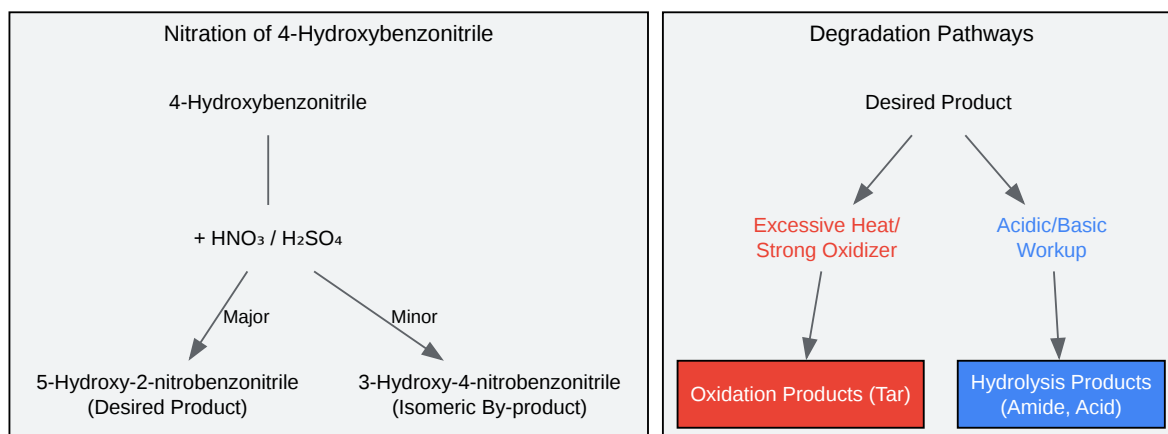 Nitration of 4-Hydroxybenzonitrile
4-Hydroxybenzonitrile
+ HNO₃ / H₂SO₄
Major
Minor
5-Hydroxy-2-nitrobenzonitrile
(Desired Product)
3-Hydroxy-4-nitrobenzonitrile
(Isomeric By-product)
Degradation Pathways
Desired Product
Excessive Heat/
Strong Oxidizer
Acidic/Basic
Workup
Oxidation Products (Tar)
Hydrolysis Products
(Amide, Acid)